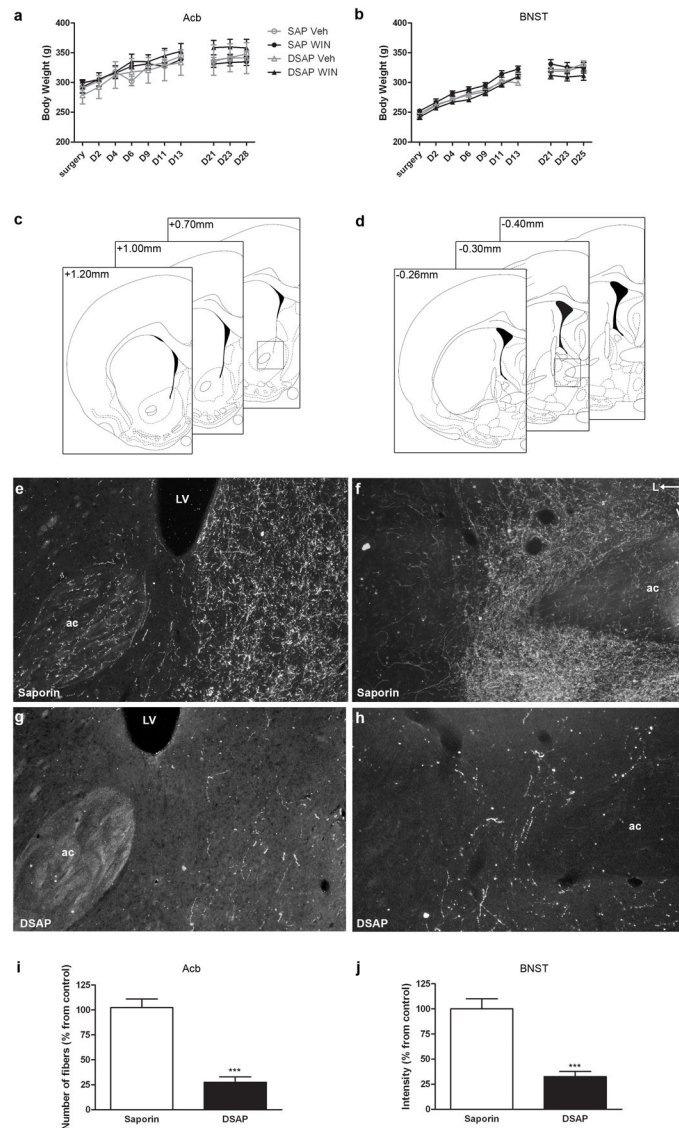 a
Acb
Body Weight (g)
400
350
300
250
200
surgery
D2
D4
D6
D9
D11
D13
D21
D23
D28
SAP Veh
SAP WIN
DSAP Veh
DSAP WIN
b
BNST
Body Weight (g)
400
350
300
250
200
surgery
D2
D4
D6
D9
D11
D13
D21
D23
D25
c
+0.70mm
+1.00mm
+1.20mm
d
-0.40mm
-0.30mm
-0.26mm
e
LV
ac
Saporin
f
L
ac
Saporin
g
LV
ac
DSAP
h
ac
DSAP
i
Acb
Number of fibers (% from control)
125
100
75
50
25
0
***
Saporin
DSAP
j
BNST
Intensity (% from control)
125
100
75
50
25
0
***
Saporin
DSAP